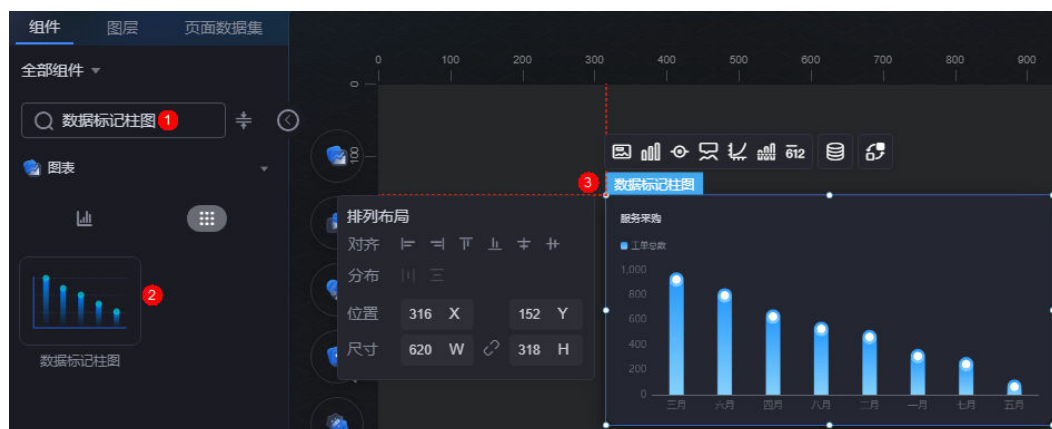 组件 图层 页面数据集
全部组件
数据标记柱图 1
图表
2
数据标记柱图
0 100 200 300 400 500 600 700 800 900
0
100
612
3 数据标记柱图
排列布局
对齐
分布
位置 316 X 152 Y
尺寸 620 W 318 H
服务采购
工单总数
1,000
800
600
400
200
0
三月 六月 四月 八月 二月 一月 七月 五月